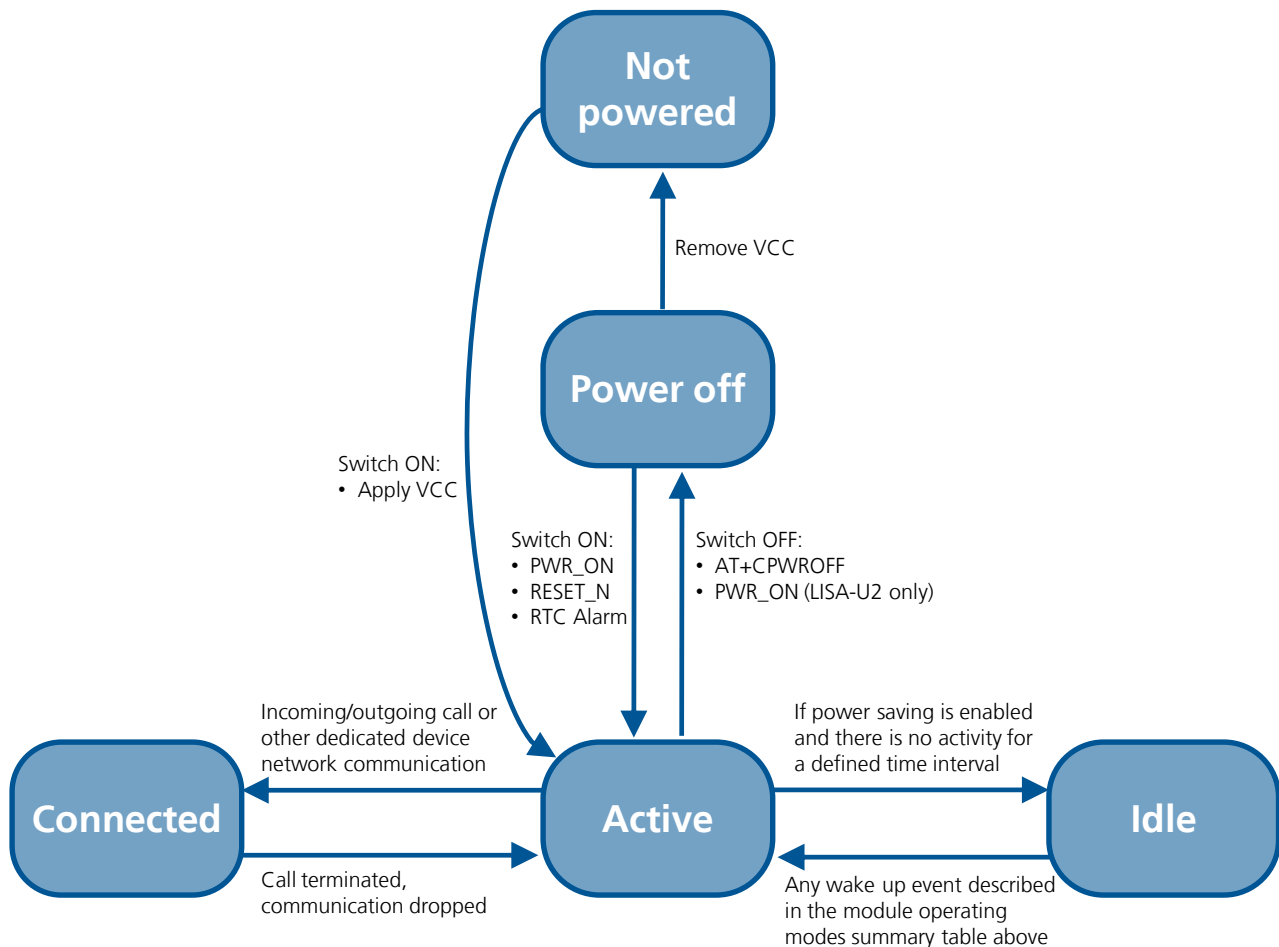 Not
powered
Remove VCC
Power off
Switch ON:
• Apply VCC
Switch ON:
• PWR_ON
• RESET_N
• RTC Alarm
Switch OFF:
• AT+CPWROFF
• PWR_ON (LISA-U2 only)
Incoming/outgoing call or
other dedicated device
network communication
If power saving is enabled
and there is no activity for
a defined time interval
Connected
Active
Idle
Call terminated,
communication dropped
Any wake up event described
in the module operating
modes summary table above